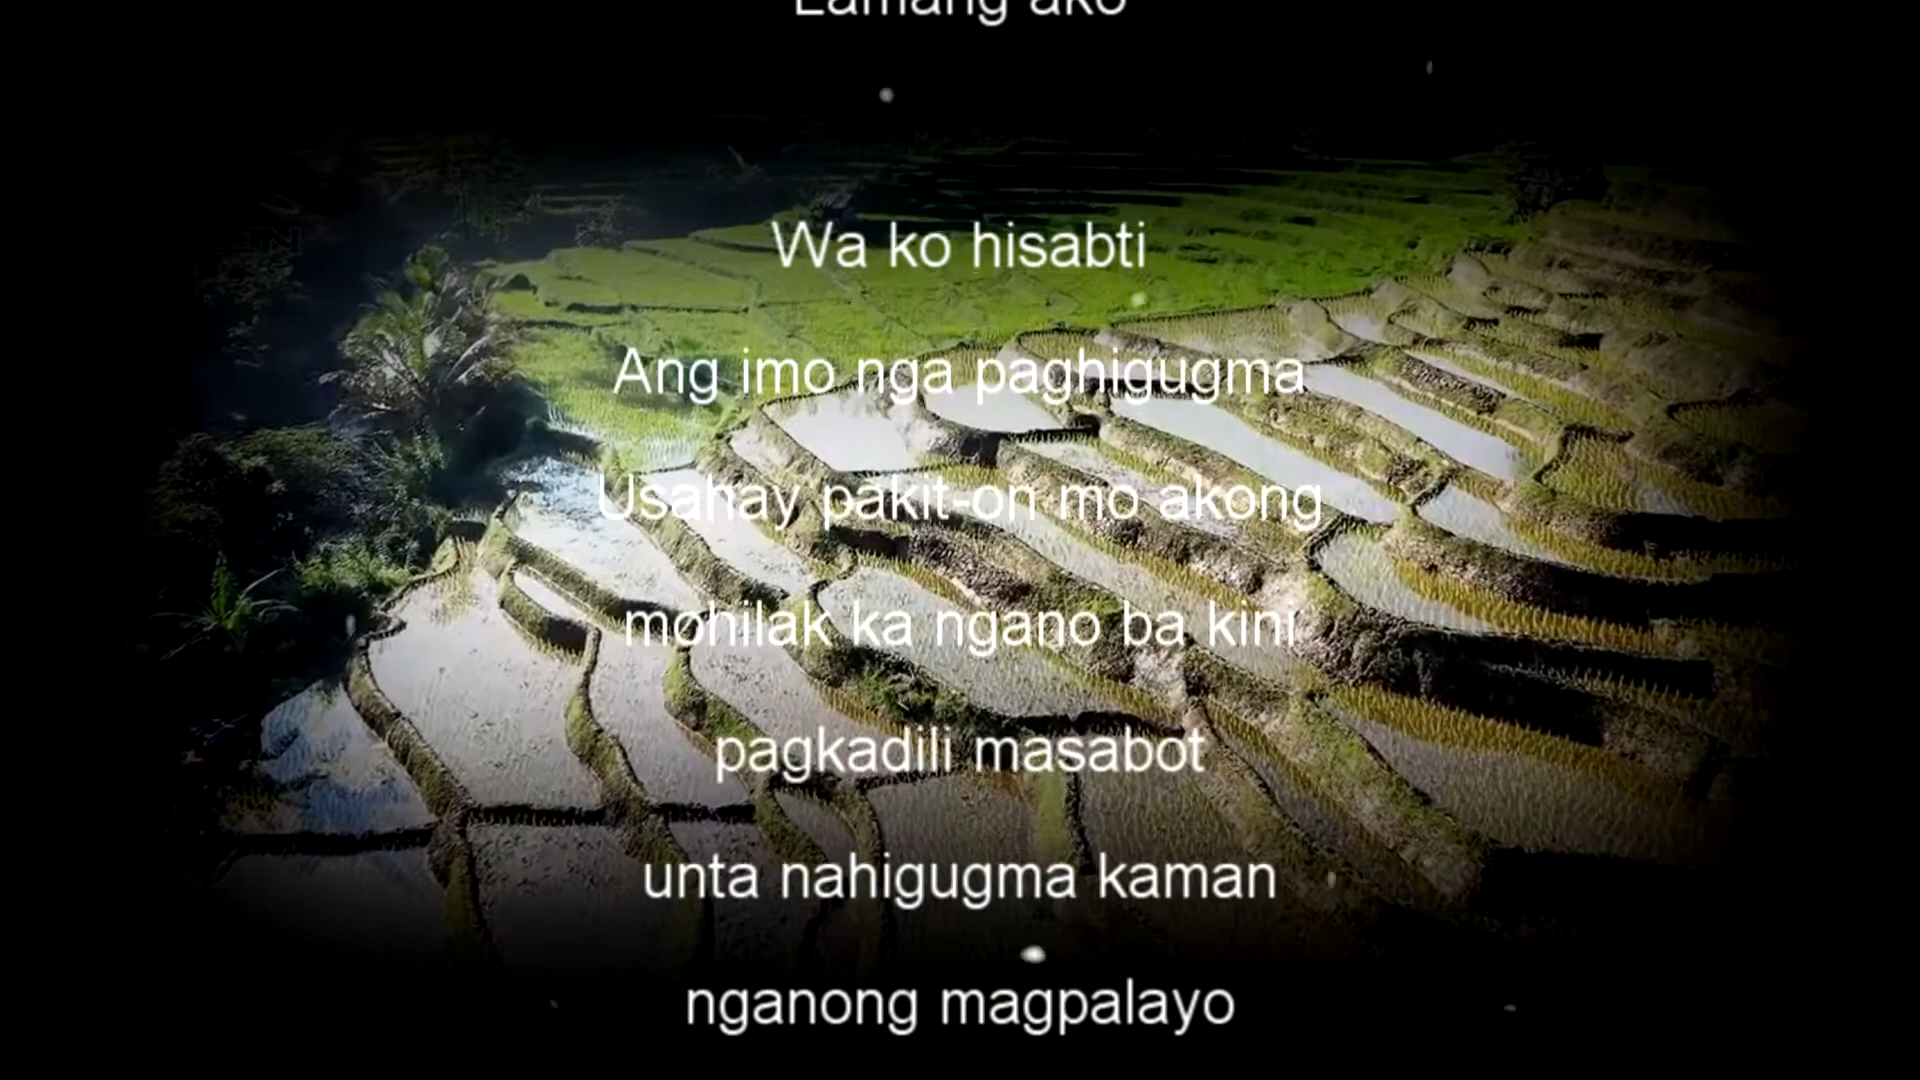 Lamang ako
Wa ko hisabti
Ang imo nga paghigugma
Usahay pakit-on mo akong
mohilak ka ngano ba kini
pagkadili masabot
unta nahigugma kaman
nganong magpalayo